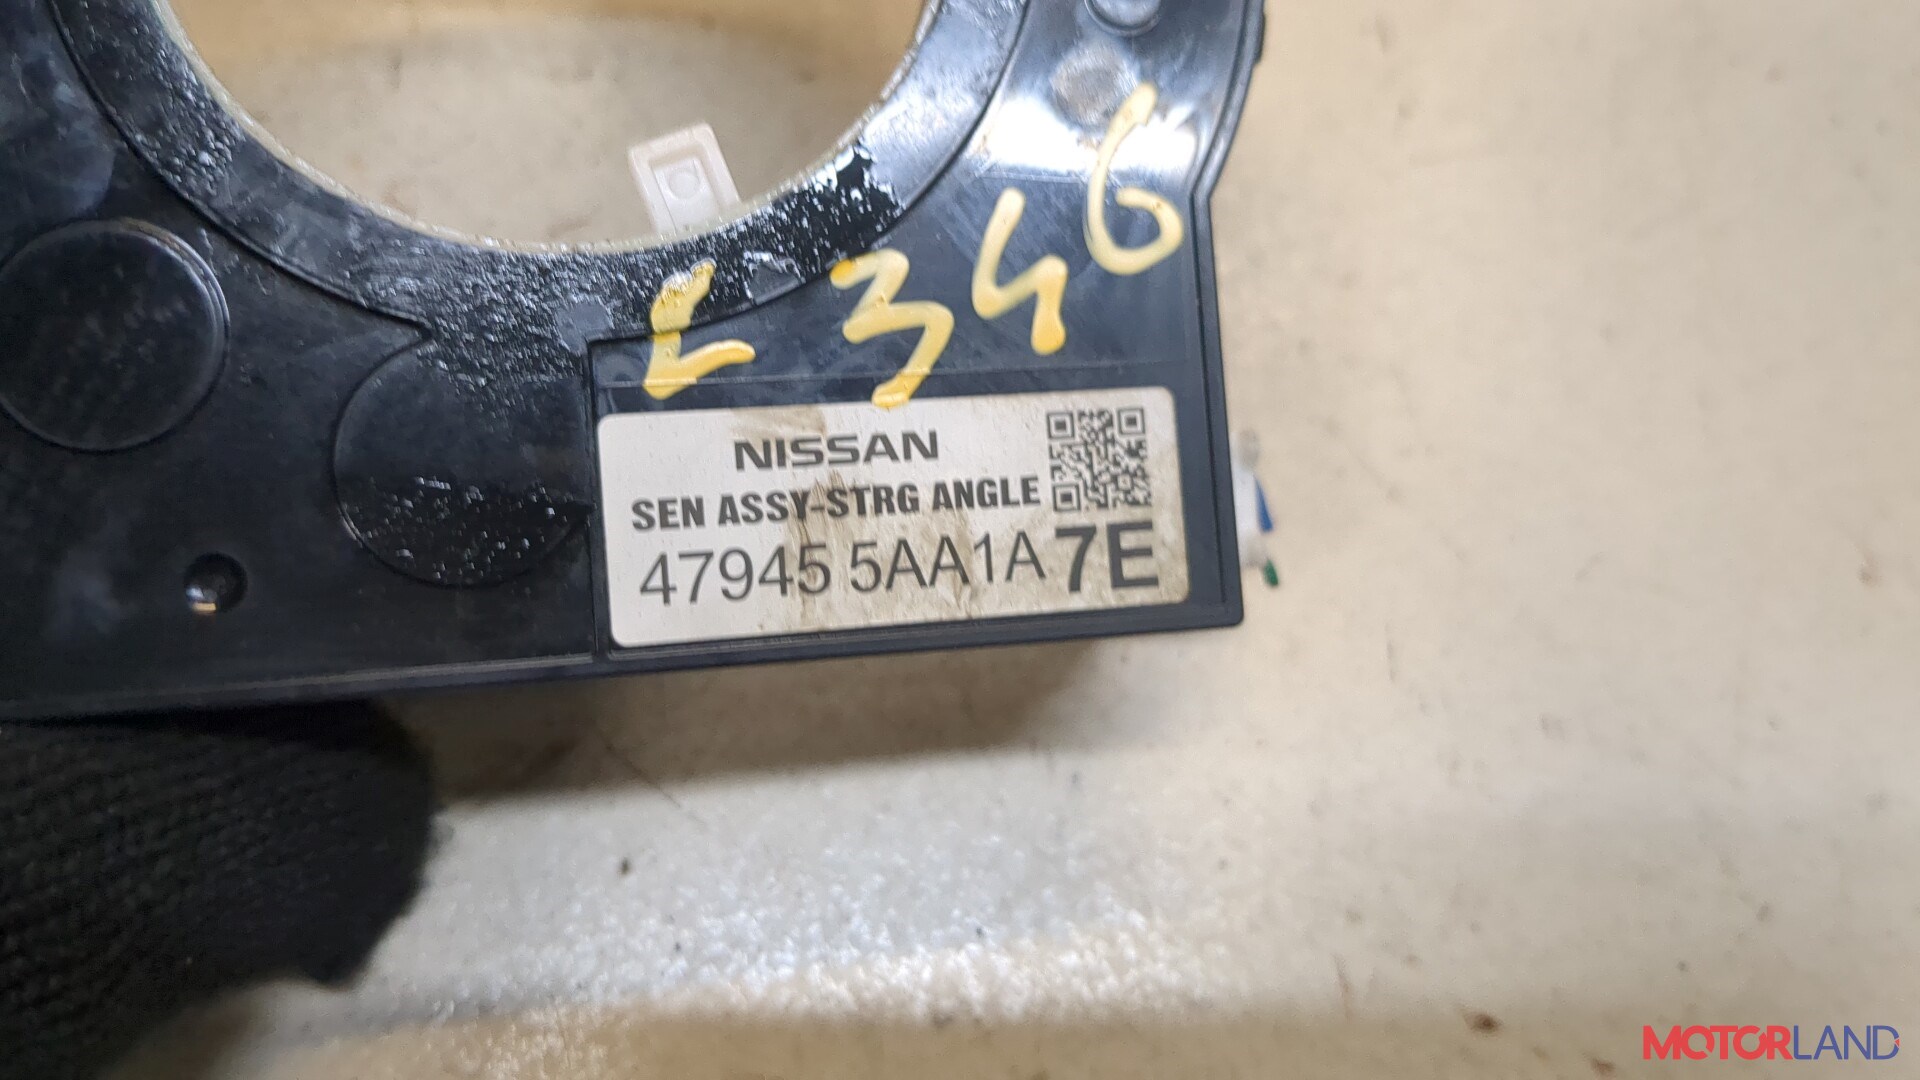 L346
NISSAN
SEN ASSY-STRG ANGLE
47945 5AA1A 7E
MOTORLAND